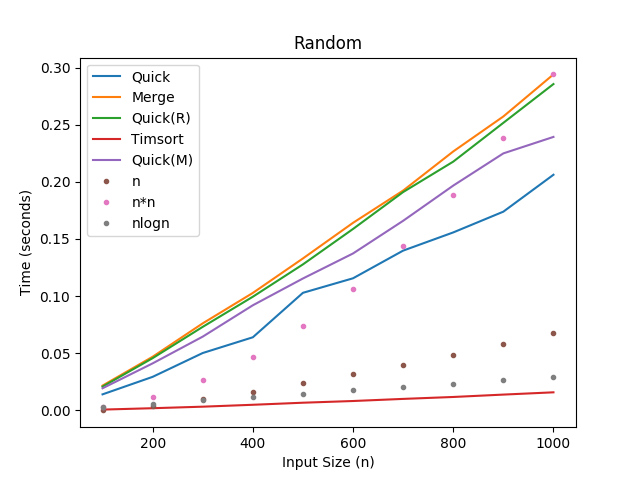 Random
Time (seconds)
0.30
0.25
0.20
0.15
0.10
0.05
0.00
Quick
Merge
Quick(R)
Timsort
Quick(M)
n
n*n
nlogn
200 400 600 800 1000
Input Size (n)